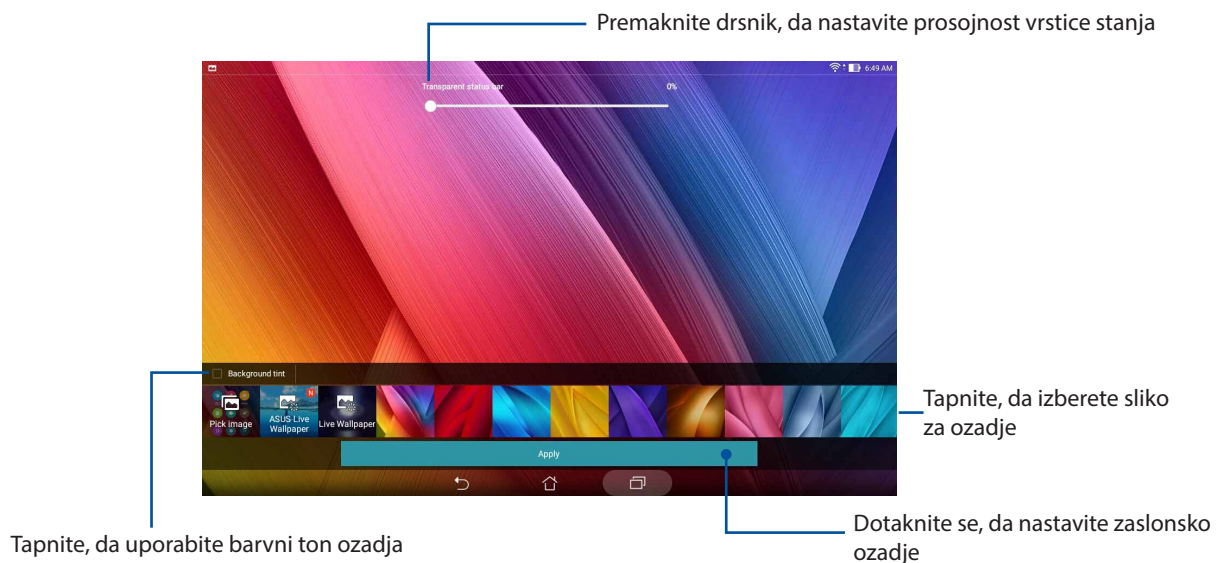 Premaknite drsnik, da nastavite prosojnost vrstice stanja
6:49 AM
Transparent status bar 0%
Background tint
Pick image
ASUS Live
Wallpaper
N
Live Wallpaper
Tapnite, da izberete sliko
za ozadje
Apply
Dotaknite se, da nastavite zaslonsko
ozadje
Tapnite, da uporabite barvni ton ozadja